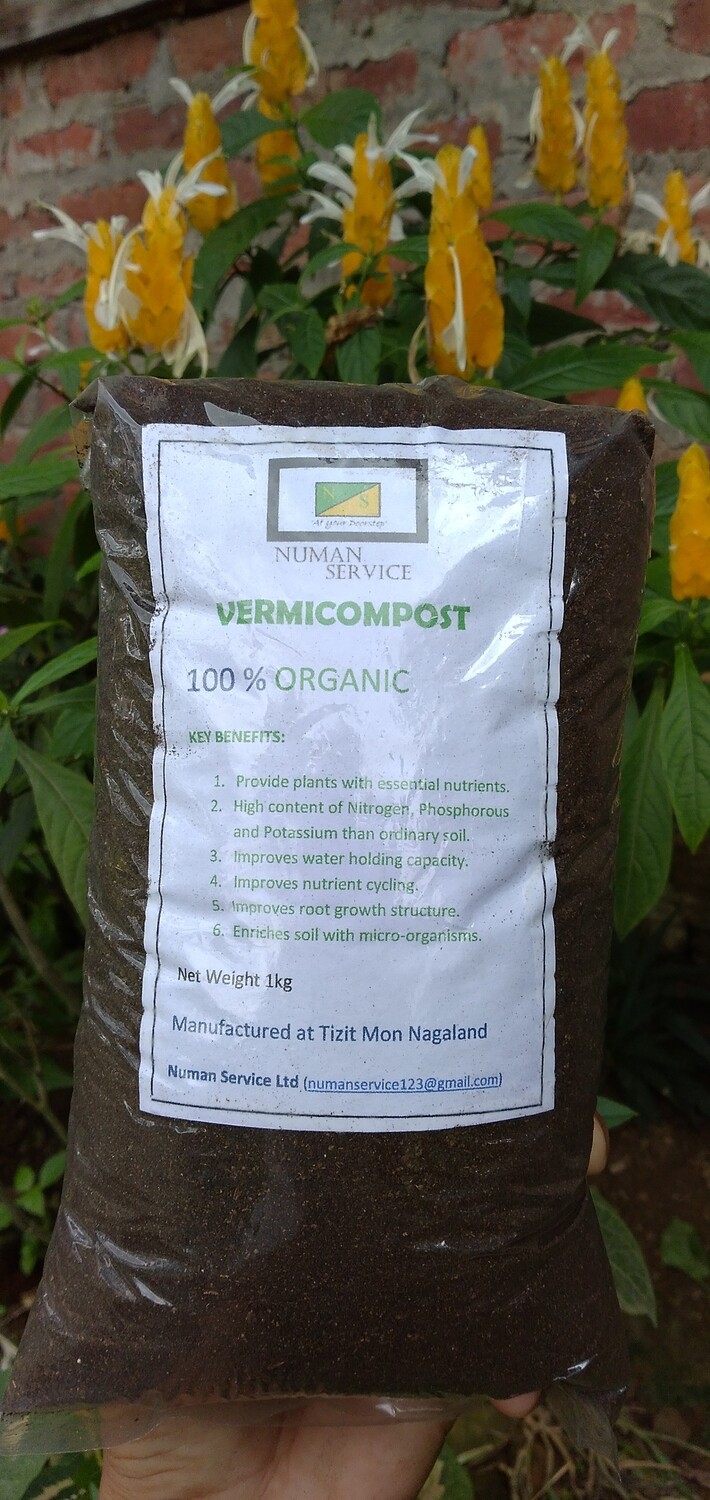 N S
"At your Doorstep"
NUMAN
SERVICE
VERMICOMPOST
100 % ORGANIC
KEY BENEFITS:
1. Provide plants with essential nutrients.
2. High content of Nitrogen, Phosphorous
and Potassium than ordinary soil.
3. Improves water holding capacity.
4. Improves nutrient cycling.
5. Improves root growth structure.
6. Enriches soil with micro-organisms.
Net Weight 1kg
Manufactured at Tizit Mon Nagaland
Numan Service Ltd (numanservice123@gmail.com)